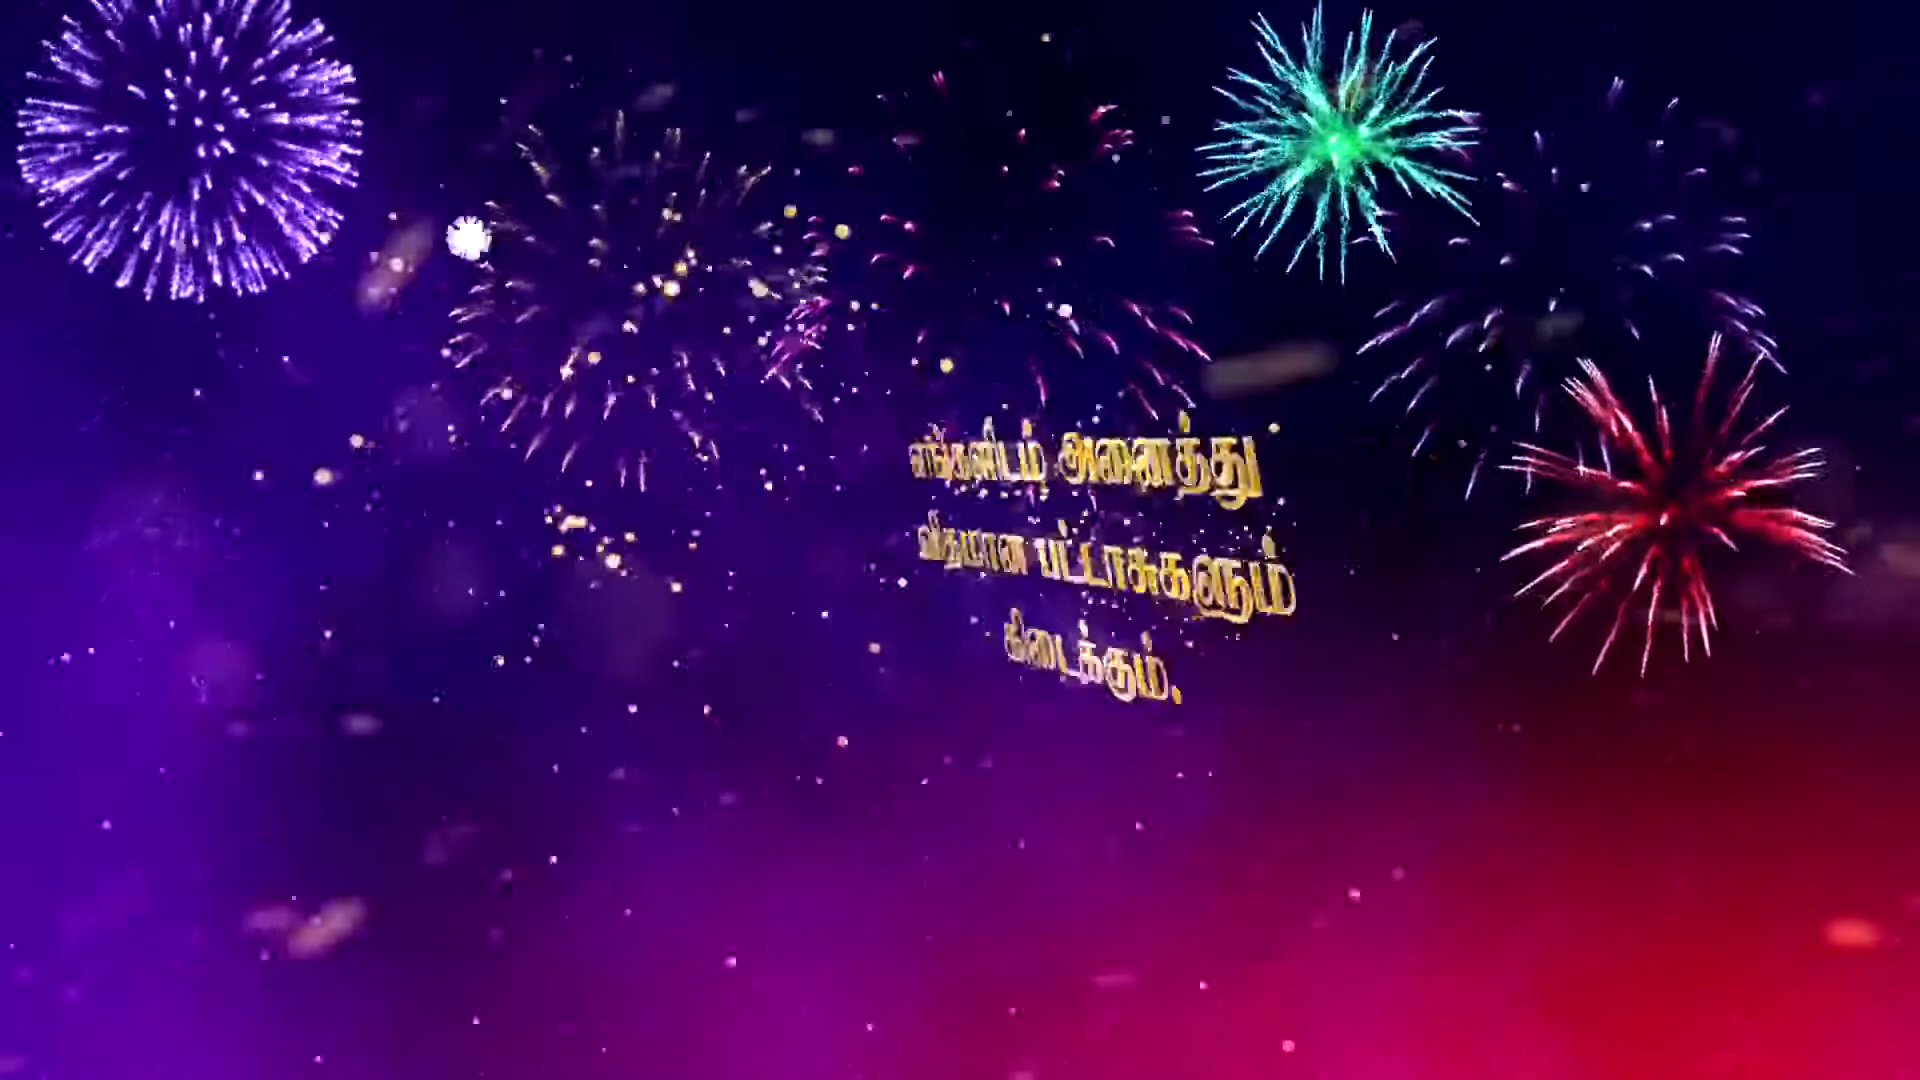 எங்களிடம் அனைத்து
விதமான பட்டாசுகளும்
கிடைக்கும்.